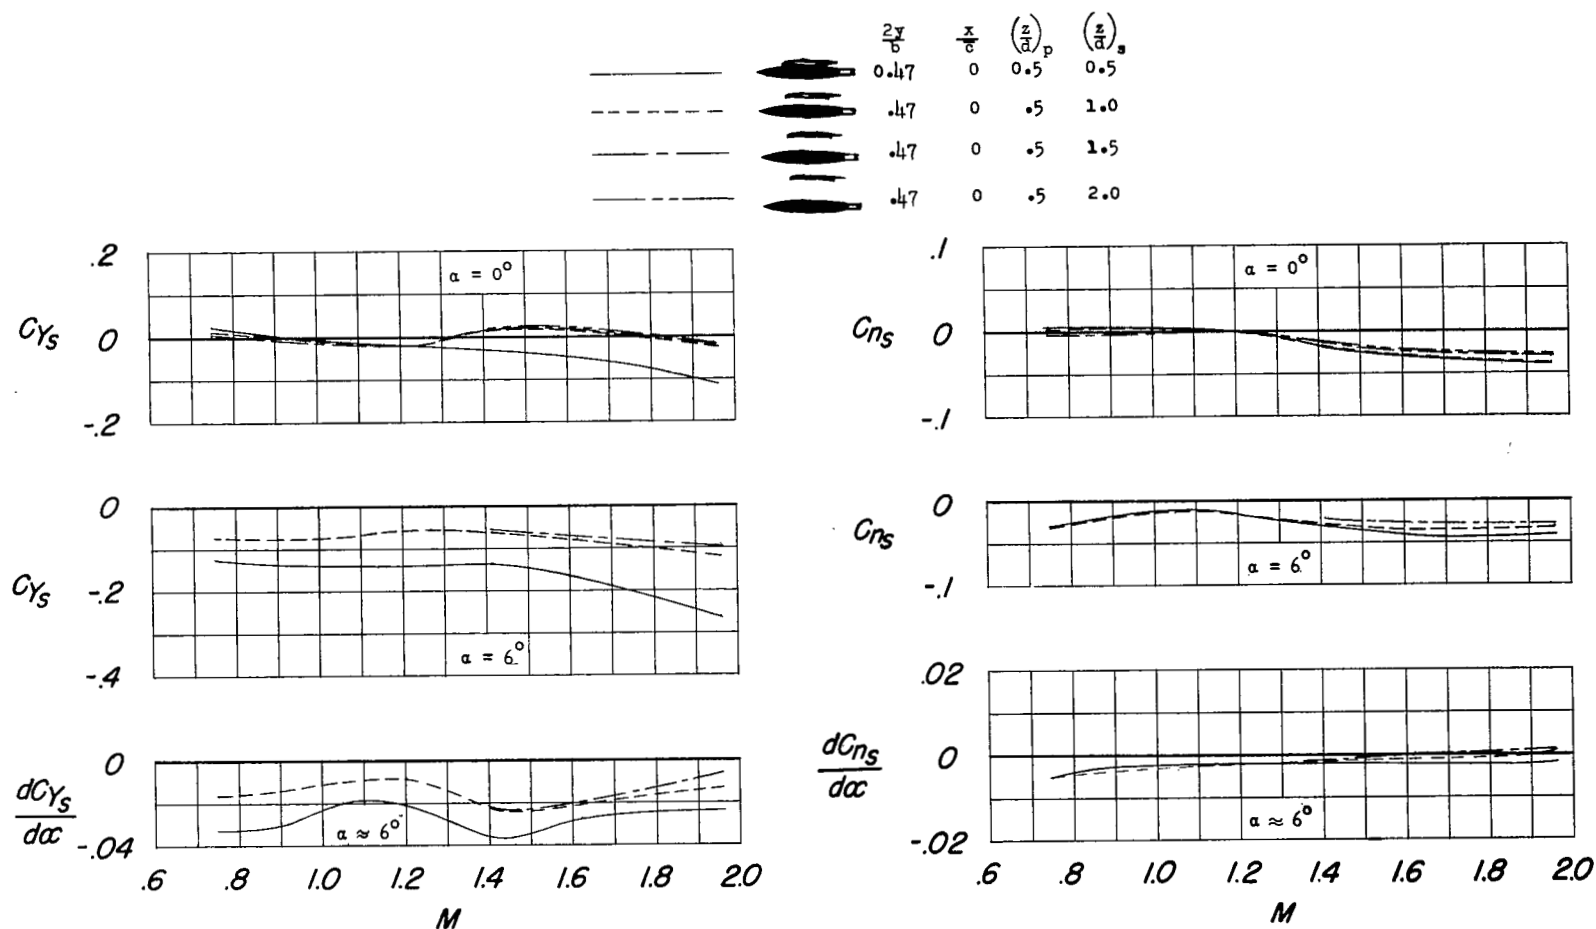 2y/b x/c̄ (z/d)p (z/d)s
0.47 0 0.5 0.5
.47 0 .5 1.0
.47 0 .5 1.5
.47 0 .5 2.0
.2
α = 0°
CYs 0
-.2
0
CYs -.2
α = 6°
-.4
0
dCYs/dα
α ≈ 6°
-.04
.6 .8 1.0 1.2 1.4 1.6 1.8 2.0
M
.1
α = 0°
Cns 0
-.1
0
Cns
α = 6°
-.1
.02
dCns/dα 0
α ≈ 6°
-.02
.6 .8 1.0 1.2 1.4 1.6 1.8 2.0
M